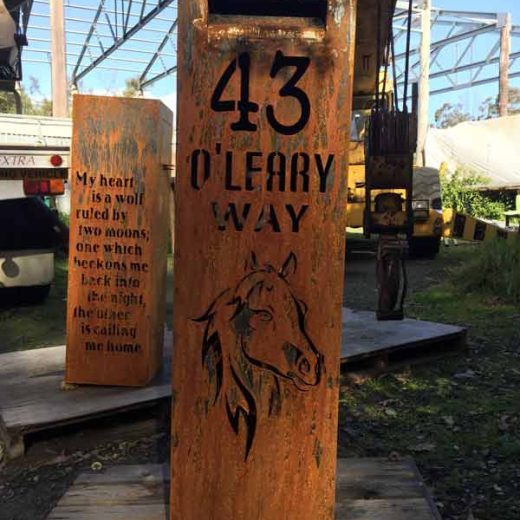 43
O'LEARY
WAY
EXTRA
My heart
is a wolf
ruled by
two moons;
one which
beckons me
back into
the night,
the other
is calling
me home.